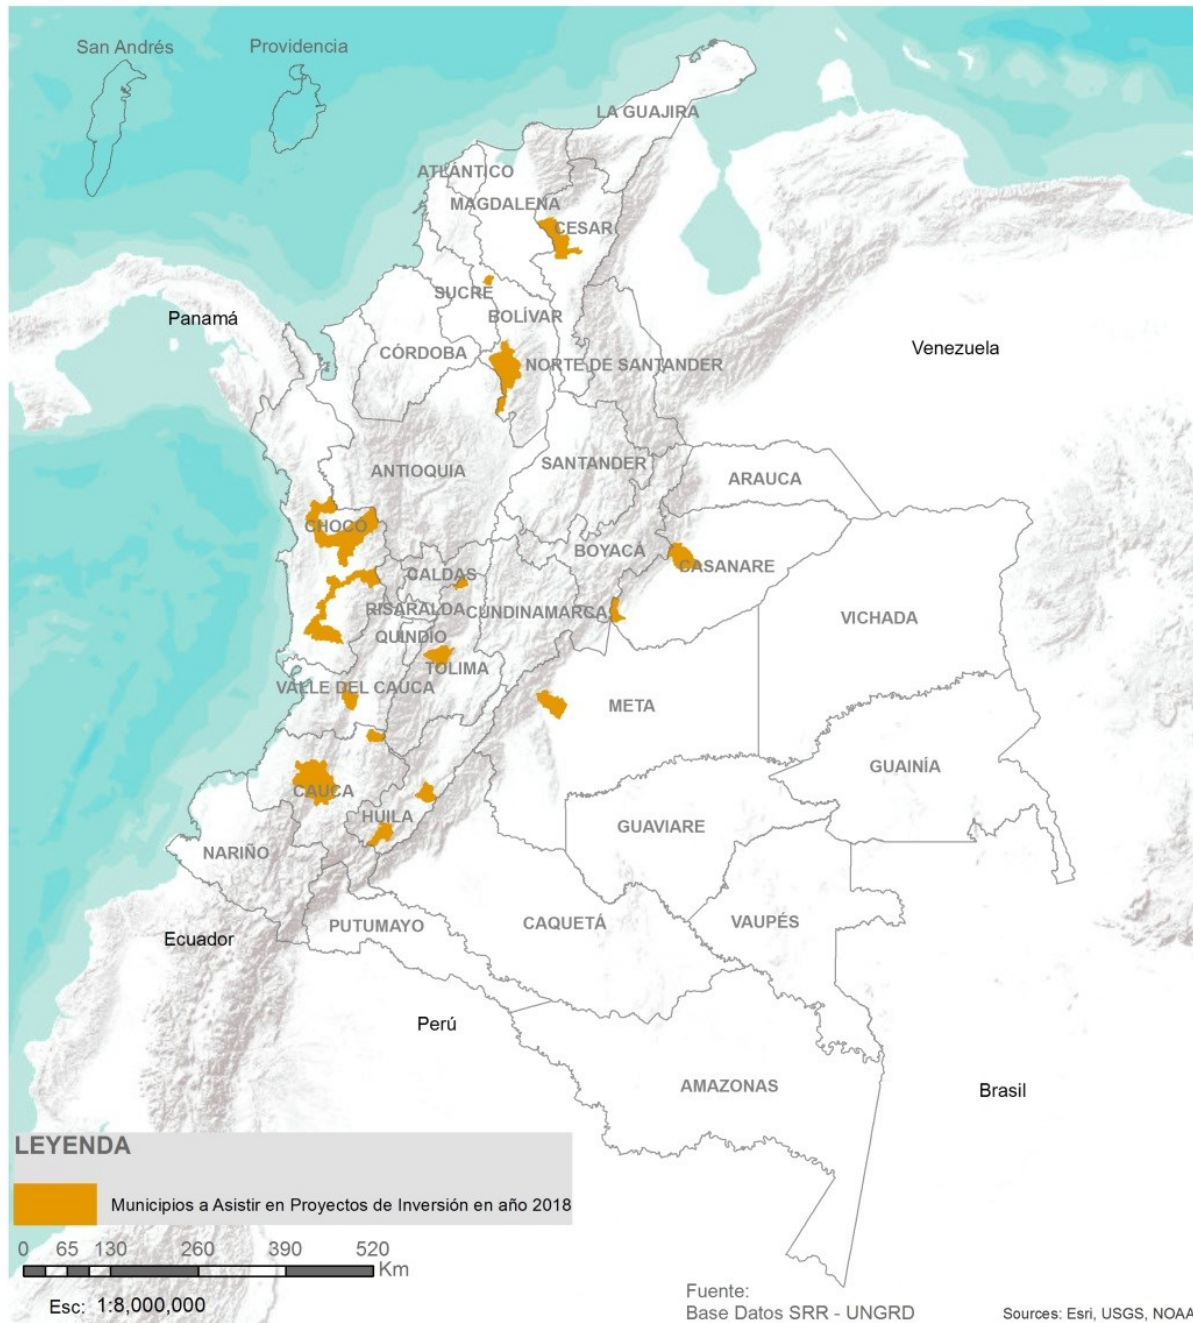 San Andrés
Providencia
LA GUAJIRA
ATLÁNTICO
MAGDALENA
CESAR
SUCRE
BOLÍVAR
Panamá
CÓRDOBA
NORTE DE SANTANDER
Venezuela
ANTIOQUIA
SANTANDER
ARAUCA
CHOCÓ
BOYACÁ
CASANARE
CALDAS
RISARALDA
CUNDINAMARCA
VICHADA
QUINDIO
TOLIMA
VALLE DEL CAUCA
META
GUAINÍA
CAUCA
HUILA
GUAVIARE
NARIÑO
PUTUMAYO
CAQUETÁ
VAUPÉS
Ecuador
Perú
AMAZONAS
Brasil
LEYENDA
Municipios a Asistir en Proyectos de Inversión en año 2018
0 65 130 260 390 520
Km
Esc: 1:8,000,000
Fuente:
Base Datos SRR - UNGRD
Sources: Esri, USGS, NOAA